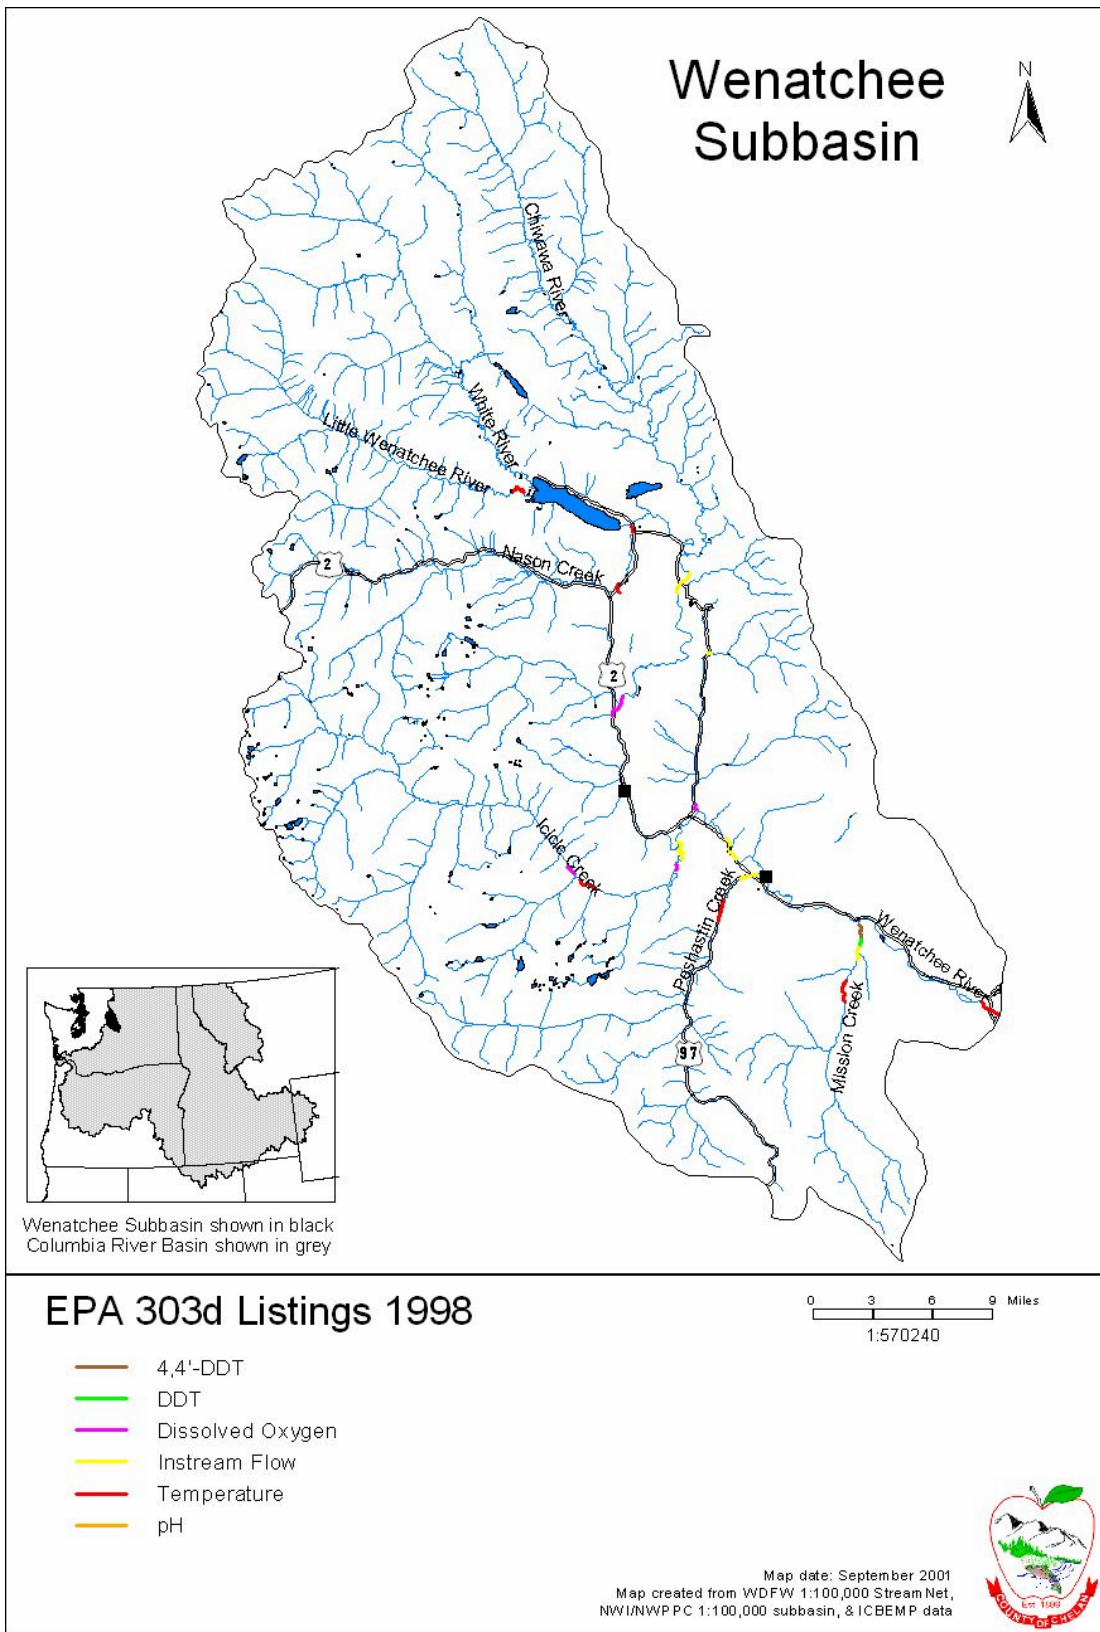 Wenatchee
Subbasin
N
Chiwawa River
White River
Little Wenatchee River
Nason Creek
2
2
Icicle Creek
Peshastin Creek
Wenatchee River
Mission Creek
97
Wenatchee Subbasin shown in black
Columbia River Basin shown in grey
EPA 303d Listings 1998
0 3 6 9 Miles
1:570240
4,4'-DDT
DDT
Dissolved Oxygen
Instream Flow
Temperature
pH
Map date: September 2001
Map created from WDFW 1:100,000 StreamNet,
NWI/NWPPC 1:100,000 subbasin, & ICBEMP data
Est 1899
COUNTY OF CHELAN